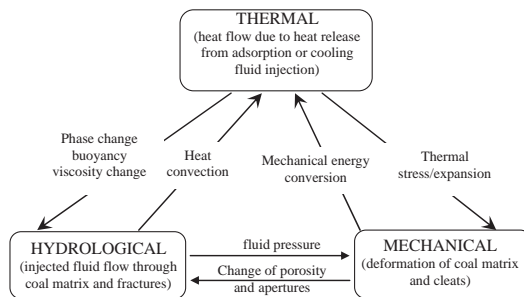 THERMAL
(heat flow due to heat release
from adsorption or cooling
fluid injection)
Phase change
buoyancy
viscosity change
Heat
convection
Mechanical energy
conversion
Thermal
stress/expansion
HYDROLOGICAL
(injected fluid flow through
coal matrix and fractures)
fluid pressure
Change of porosity
and apertures
MECHANICAL
(deformation of coal matrix
and cleats)